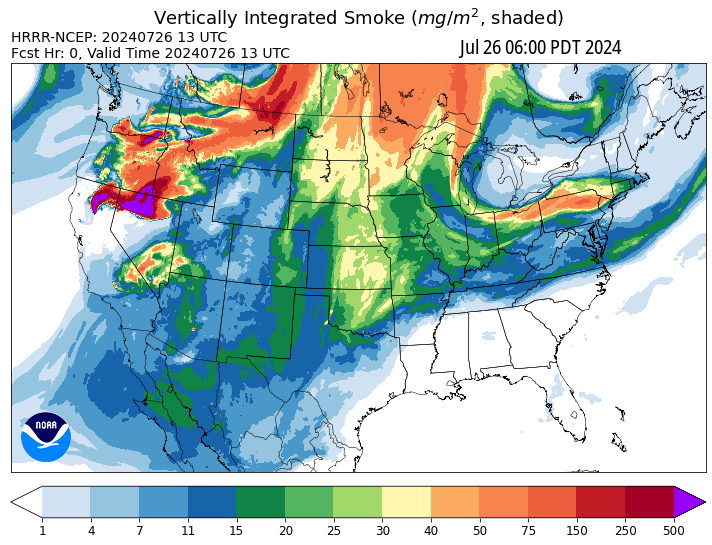 Vertically Integrated Smoke (mg/m², shaded)
HRRR-NCEP: 20240726 13 UTC
Fcst Hr: 0, Valid Time 20240726 13 UTC
Jul 26 06:00 PDT 2024
NOAA
1 4 7 11 15 20 25 30 40 50 75 150 250 500